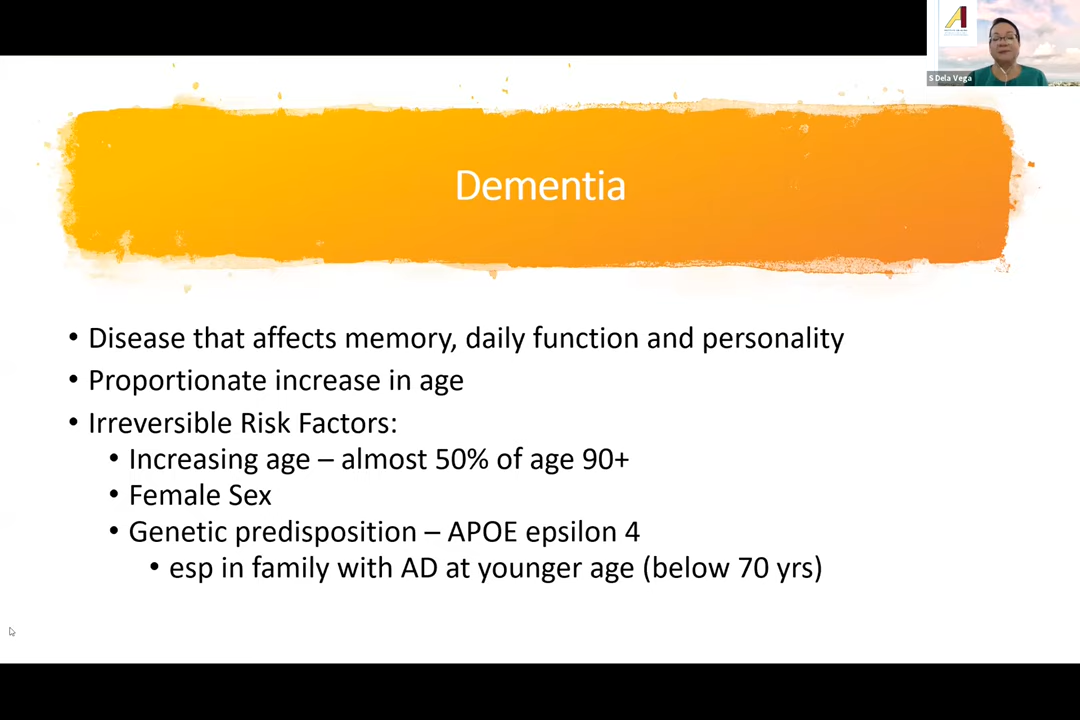 S Dela Vega
Dementia
• Disease that affects memory, daily function and personality
• Proportionate increase in age
• Irreversible Risk Factors:
• Increasing age – almost 50% of age 90+
• Female Sex
• Genetic predisposition – APOE epsilon 4
• esp in family with AD at younger age (below 70 yrs)